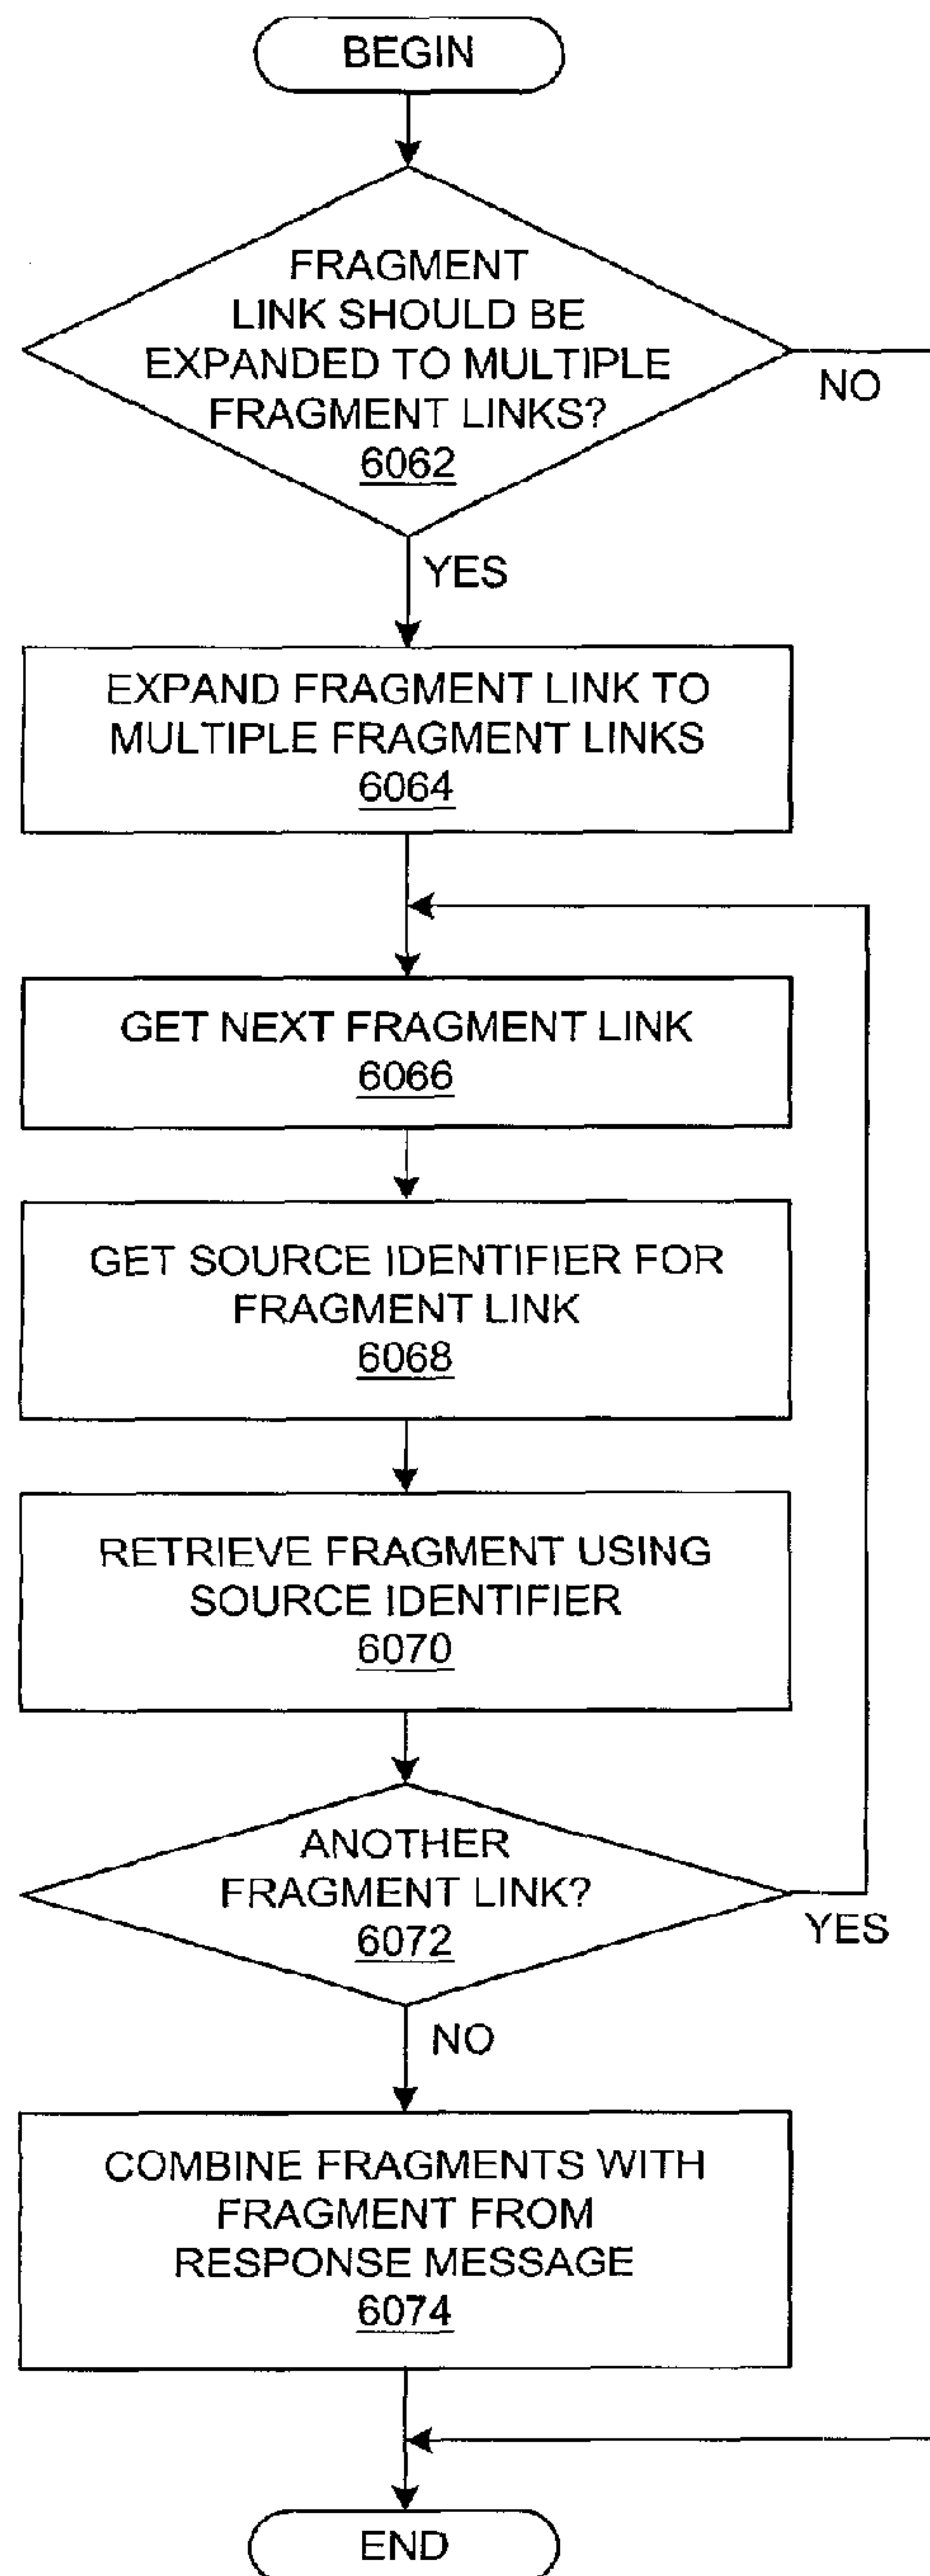 BEGIN
FRAGMENT
LINK SHOULD BE
EXPANDED TO MULTIPLE
FRAGMENT LINKS?
6062
NO
YES
EXPAND FRAGMENT LINK TO
MULTIPLE FRAGMENT LINKS
6064
GET NEXT FRAGMENT LINK
6066
GET SOURCE IDENTIFIER FOR
FRAGMENT LINK
6068
RETRIEVE FRAGMENT USING
SOURCE IDENTIFIER
6070
ANOTHER
FRAGMENT LINK?
6072
YES
NO
COMBINE FRAGMENTS WITH
FRAGMENT FROM
RESPONSE MESSAGE
6074
END